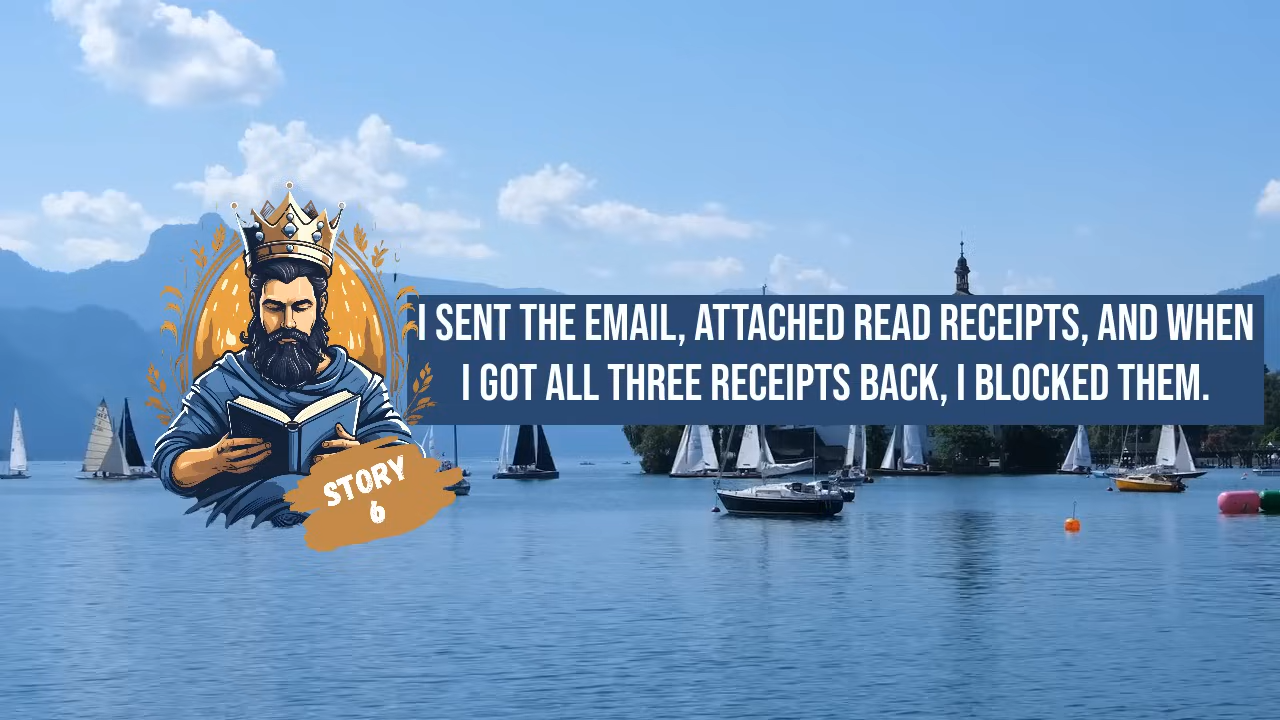 I SENT THE EMAIL, ATTACHED READ RECEIPTS, AND WHEN
I GOT ALL THREE RECEIPTS BACK, I BLOCKED THEM.
STORY
6